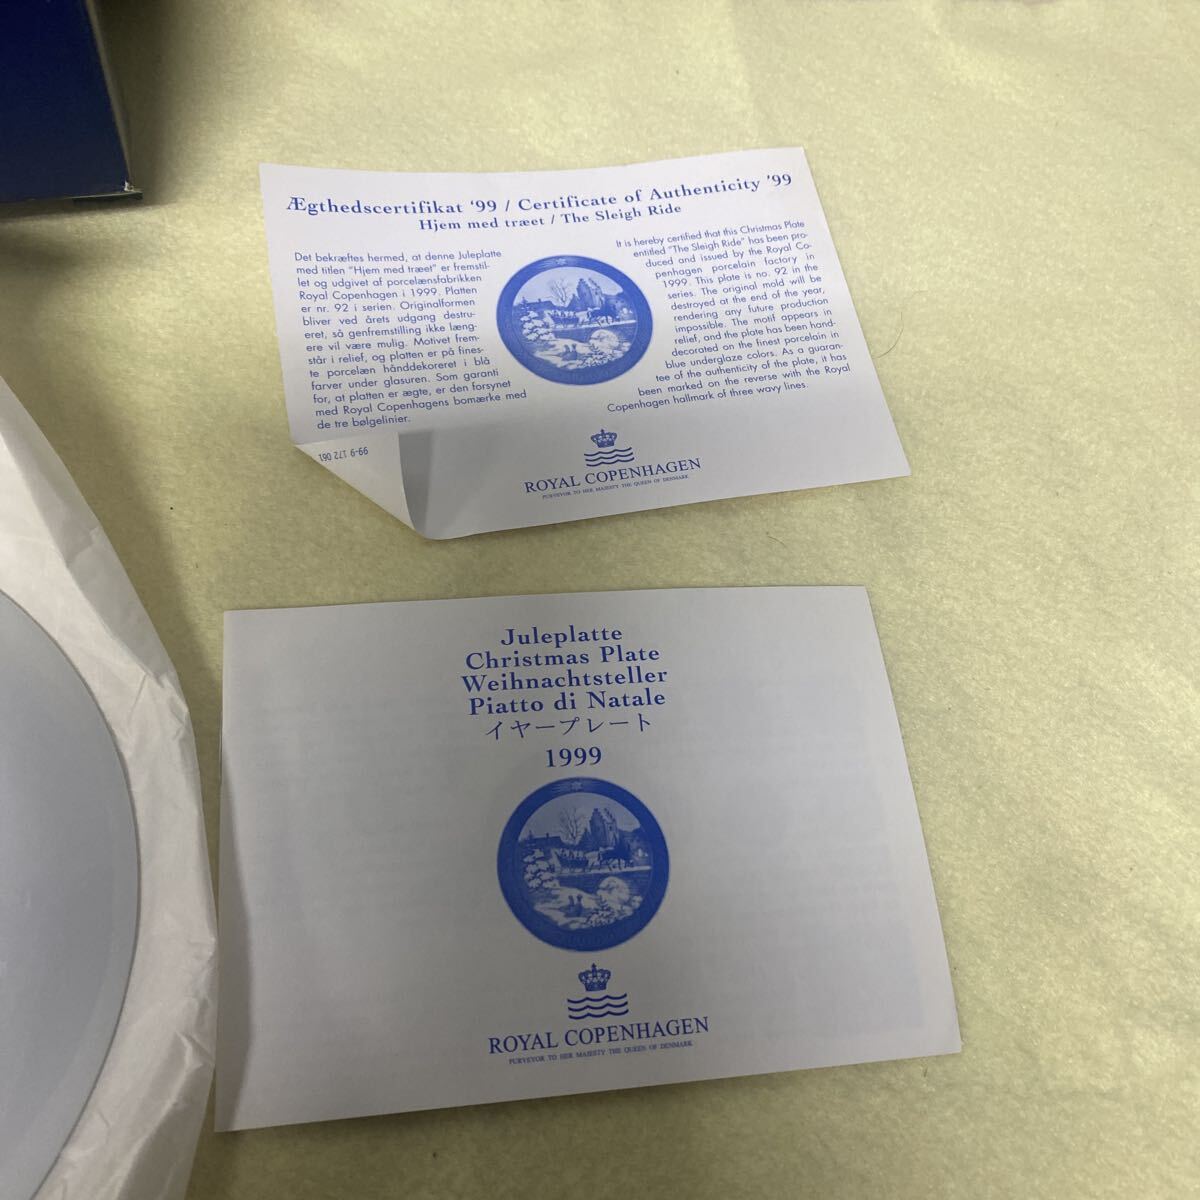 Ægthedscertifikat '99 / Certificate of Authenticity '99
Hjem med træet / The Sleigh Ride
Det bekræftes hermed, at denne Juleplatte
med titlen "Hjem med træet" er fremstil-
let og udgivet af porcelænsfabrikken
Royal Copenhagen i 1999. Platten
er nr. 92 i serien. Originalformen
bliver ved årets udgang destru-
eret, så genfremstilling ikke læn-
ere vil være mulig. Motivet frem-
står i relief, og platten er på fines-
te porcelæn hånddekoreret i blå
farver under glasuren. Som garanti
for, at platten er ægte, er den forsynet
med Royal Copenhagens bomærke med
de tre bølgelinier.
It is hereby certified that this Christmas Plate
entitled "The Sleigh Ride" has been pro-
duced and issued by the Royal Co-
penhagen porcelain factory in
1999. This plate is no. 92 in the
series. The original mold will be
destroyed at the end of the year,
rendering any future production
impossible. The motif appears in
relief, and the plate has been hand-
decorated on the finest porcelain in
blue underglaze colors. As a guaran-
tee of the authenticity of the plate, it has
been marked on the reverse with the Royal
Copenhagen hallmark of three wavy lines.
99-9-172 061
ROYAL COPENHAGEN
PURVEYOR TO HER MAJESTY THE QUEEN OF DENMARK
Juleplatte
Christmas Plate
Weihnachtsteller
Piatto di Natale
イヤープレート
1999
ROYAL COPENHAGEN
PURVEYOR TO HER MAJESTY THE QUEEN OF DENMARK